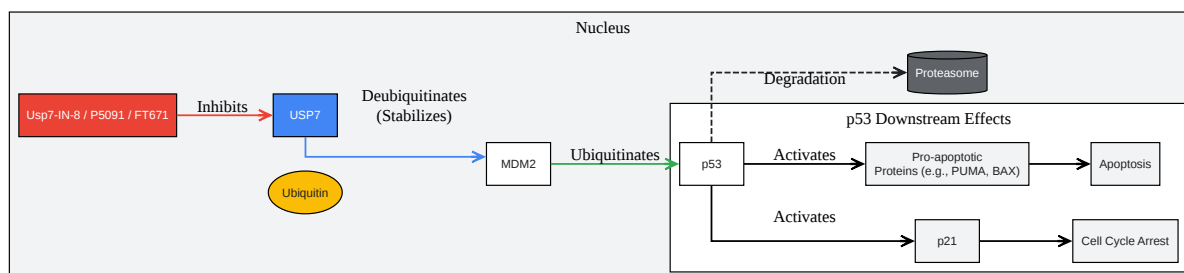 Nucleus
Proteasome
Degradation
Usp7-IN-8 / P5091 / FT671
Inhibits
USP7
Deubiquitinates
(Stabilizes)
p53 Downstream Effects
MDM2
Ubiquitinates
p53
Activates
Pro-apoptotic
Proteins (e.g., PUMA, BAX)
Apoptosis
Ubiquitin
Activates
p21
Cell Cycle Arrest